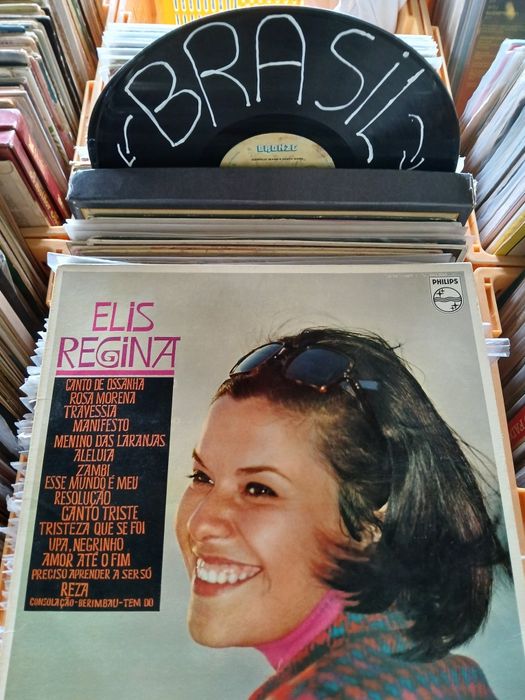 BRASIL
BRONZE
PHILIPS
ELIS
REGINA
CANTO DE OSSANHA
ROSA MORENA
TRAVESSIA
MANIFESTO
MENINO DAS LARANJAS
ALELUIA
ZAMBI
ESSE MUNDO É MEU
RESOLUÇÃO
CANTO TRISTE
TRISTEZA QUE SE FOI
UPA, NEGRINHO
AMOR ATÉ O FIM
PRECISO APRENDER A SER SÓ
REZA
CONSOLAÇÃO-BERIMBAU-TEM DO